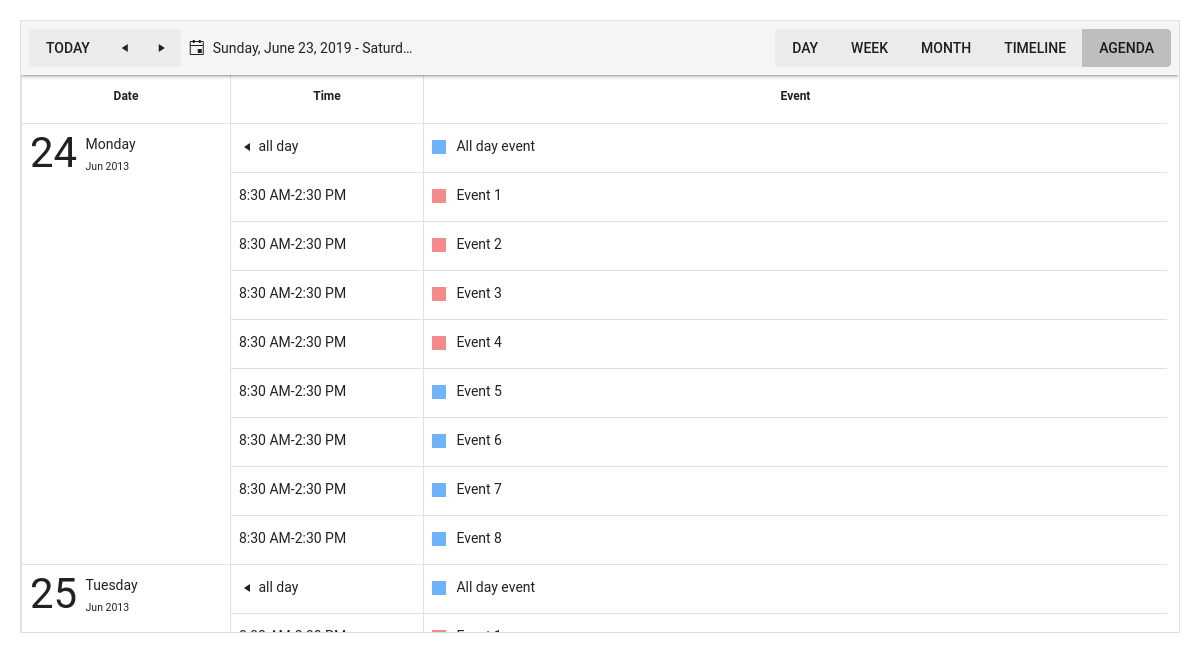 TODAY Sunday, June 23, 2019 - Saturd… DAY WEEK MONTH TIMELINE AGENDA
Date Time Event
24 Monday
Jun 2013
all day All day event
8:30 AM-2:30 PM Event 1
8:30 AM-2:30 PM Event 2
8:30 AM-2:30 PM Event 3
8:30 AM-2:30 PM Event 4
8:30 AM-2:30 PM Event 5
8:30 AM-2:30 PM Event 6
8:30 AM-2:30 PM Event 7
8:30 AM-2:30 PM Event 8
25 Tuesday
Jun 2013
all day All day event